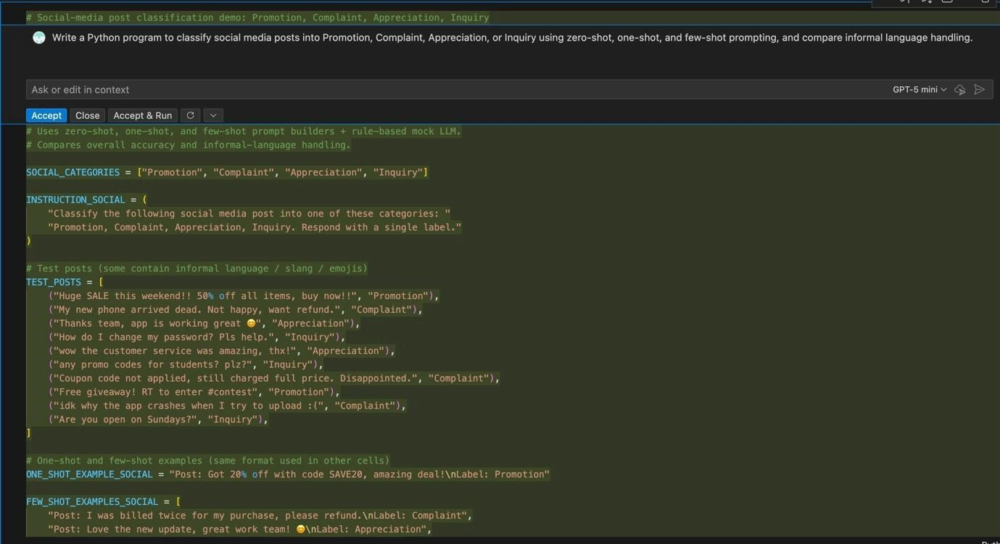 # Social-media post classification demo: Promotion, Complaint, Appreciation, Inquiry
Write a Python program to classify social media posts into Promotion, Complaint, Appreciation, or Inquiry using zero-shot, one-shot, and few-shot prompting, and compare informal language handling.
Ask or edit in context
GPT-5 mini
Accept
Close
Accept & Run
# Uses zero-shot, one-shot, and few-shot prompt builders + rule-based mock LLM.
# Compares overall accuracy and informal-language handling.
SOCIAL_CATEGORIES = ["Promotion", "Complaint", "Appreciation", "Inquiry"]
INSTRUCTION_SOCIAL = (
    "Classify the following social media post into one of these categories: "
    "Promotion, Complaint, Appreciation, Inquiry. Respond with a single label."
)
# Test posts (some contain informal language / slang / emojis)
TEST_POSTS = [
    ("Huge SALE this weekend!! 50% off all items, buy now!!", "Promotion"),
    ("My new phone arrived dead. Not happy, want refund.", "Complaint"),
    ("Thanks team, app is working great 😊", "Appreciation"),
    ("How do I change my password? Pls help.", "Inquiry"),
    ("wow the customer service was amazing, thx!", "Appreciation"),
    ("any promo codes for students? plz?", "Inquiry"),
    ("Coupon code not applied, still charged full price. Disappointed.", "Complaint"),
    ("Free giveaway! RT to enter #contest", "Promotion"),
    ("idk why the app crashes when I try to upload :(", "Complaint"),
    ("Are you open on Sundays?", "Inquiry"),
]
# One-shot and few-shot examples (same format used in other cells)
ONE_SHOT_EXAMPLE_SOCIAL = "Post: Got 20% off with code SAVE20, amazing deal!\nLabel: Promotion"
FEW_SHOT_EXAMPLES_SOCIAL = [
    "Post: I was billed twice for my purchase, please refund.\nLabel: Complaint",
    "Post: Love the new update, great work team! 😊\nLabel: Appreciation",